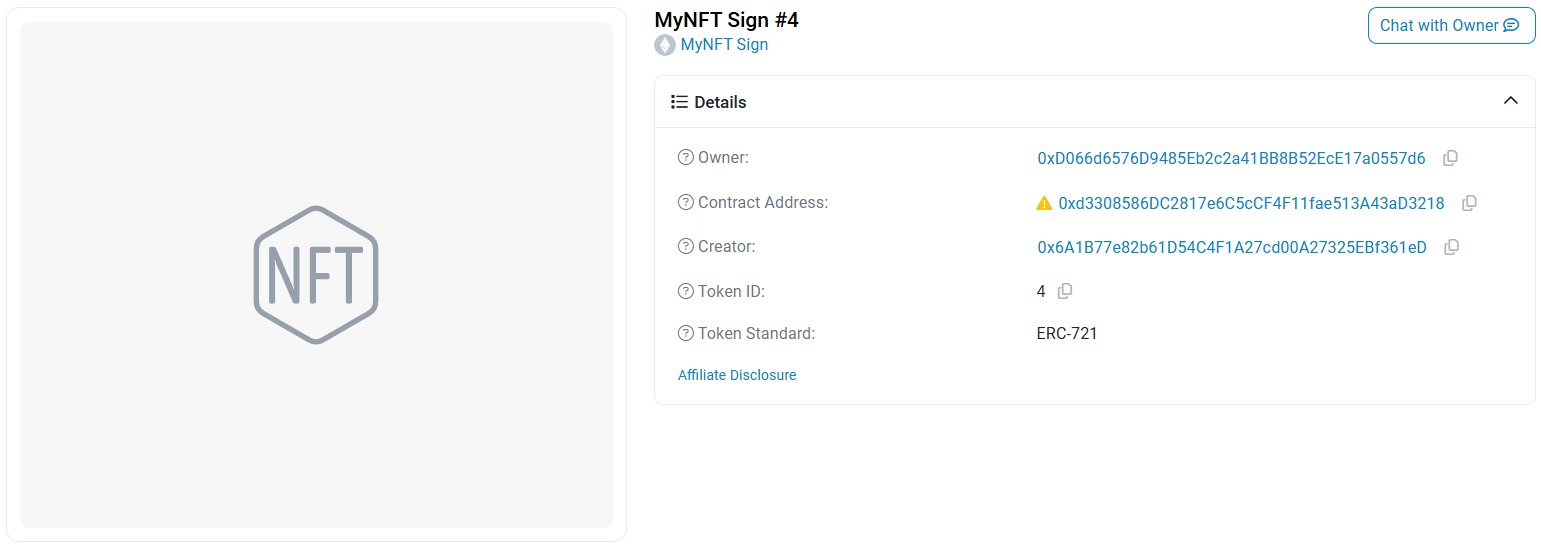 NFT
MyNFT Sign #4
MyNFT Sign
Chat with Owner
Details
Owner: 0xD066d6576D9485Eb2c2a41BB8B52EcE17a0557d6
Contract Address: 0xd3308586DC2817e6C5cCF4F11fae513A43aD3218
Creator: 0x6A1B77e82b61D54C4F1A27cd00A27325EBf361eD
Token ID: 4
Token Standard: ERC-721
Affiliate Disclosure